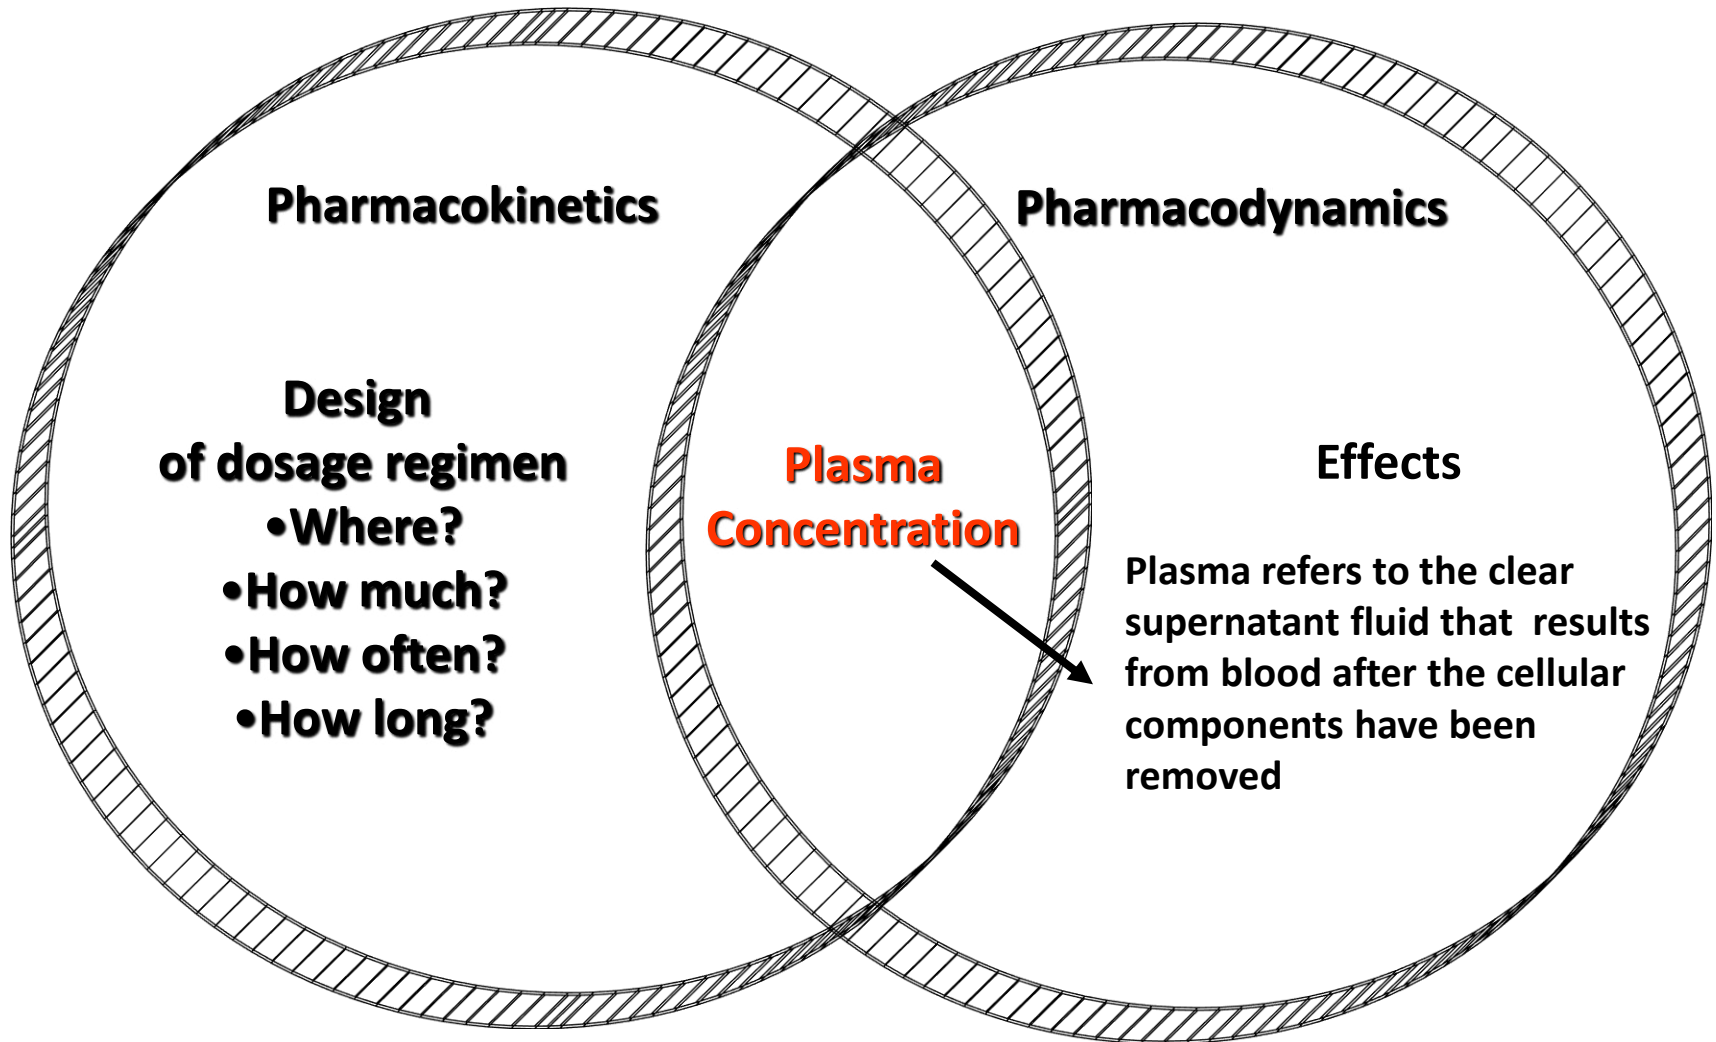 Pharmacokinetics
Design
of dosage regimen
•Where?
•How much?
•How often?
•How long?
Plasma
Concentration
Pharmacodynamics
Effects
Plasma refers to the clear
supernatant fluid that  results
from blood after the cellular
components have been
removed